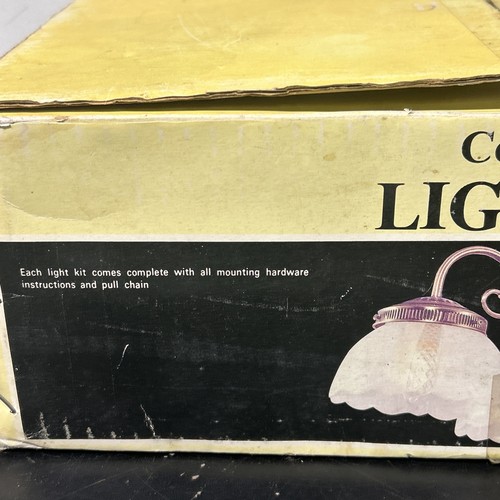 LIG
Each light kit comes complete with all mounting hardware
instructions and pull chain